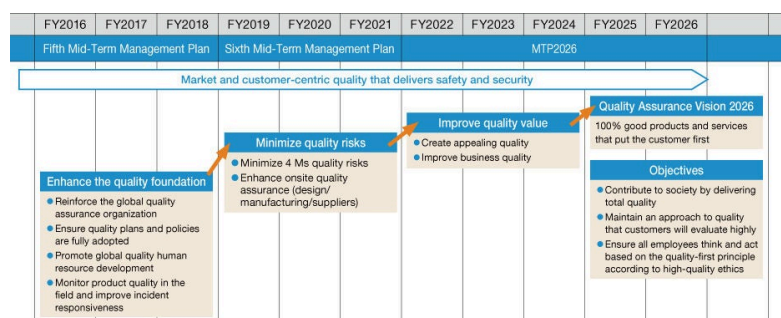 FY2016 FY2017 FY2018 FY2019 FY2020 FY2021 FY2022 FY2023 FY2024 FY2025 FY2026
Fifth Mid-Term Management Plan Sixth Mid-Term Management Plan MTP2026
Market and customer-centric quality that delivers safety and security
Enhance the quality foundation
● Reinforce the global quality
assurance organization
● Ensure quality plans and policies
are fully adopted
● Promote global quality human
resource development
● Monitor product quality in the
field and improve incident
responsiveness
Minimize quality risks
● Minimize 4 Ms quality risks
● Enhance onsite quality
assurance (design/
manufacturing/suppliers)
Improve quality value
● Create appealing quality
● Improve business quality
Quality Assurance Vision 2026
100% good products and services
that put the customer first
Objectives
● Contribute to society by delivering
total quality
● Maintain an approach to quality
that customers will evaluate highly
● Ensure all employees think and act
based on the quality-first principle
according to high-quality ethics